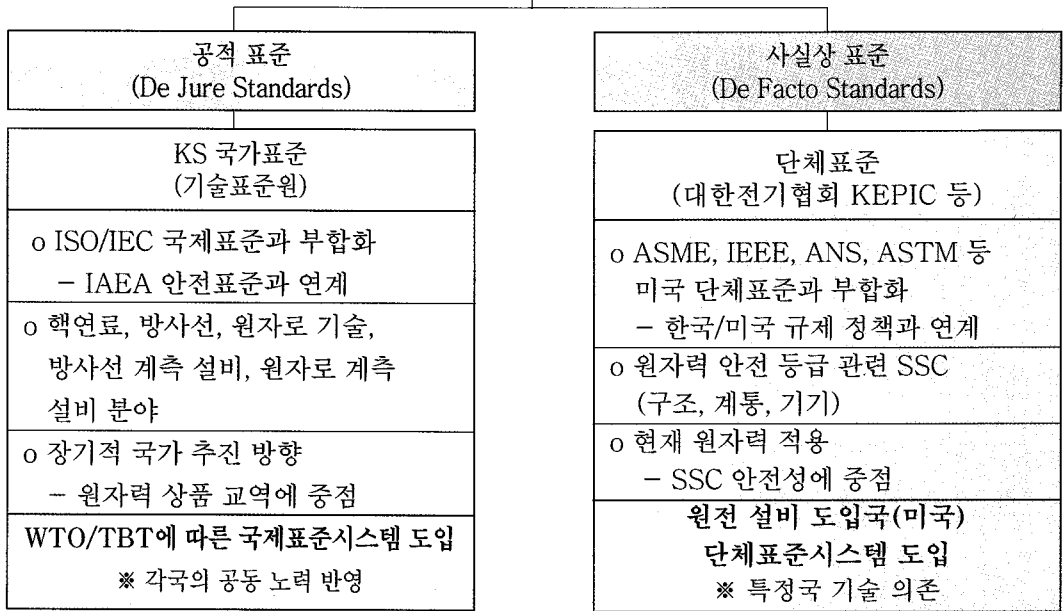 공적 표준
(De Jure Standards)
KS 국가표준
(기술표준원)
o ISO/IEC 국제표준과 부합화
− IAEA 안전표준과 연계
o 핵연료, 방사선, 원자로 기술,
방사선 계측 설비, 원자로 계측
설비 분야
o 장기적 국가 추진 방향
− 원자력 상품 교역에 중점
WTO/TBT에 따른 국제표준시스템 도입
※ 각국의 공동 노력 반영
사실상 표준
(De Facto Standards)
단체표준
(대한전기협회 KEPIC 등)
o ASME, IEEE, ANS, ASTM 등
미국 단체표준과 부합화
− 한국/미국 규제 정책과 연계
o 원자력 안전 등급 관련 SSC
(구조, 계통, 기기)
o 현재 원자력 적용
− SSC 안전성에 중점
원전 설비 도입국(미국)
단체표준시스템 도입
※ 특정국 기술 의존